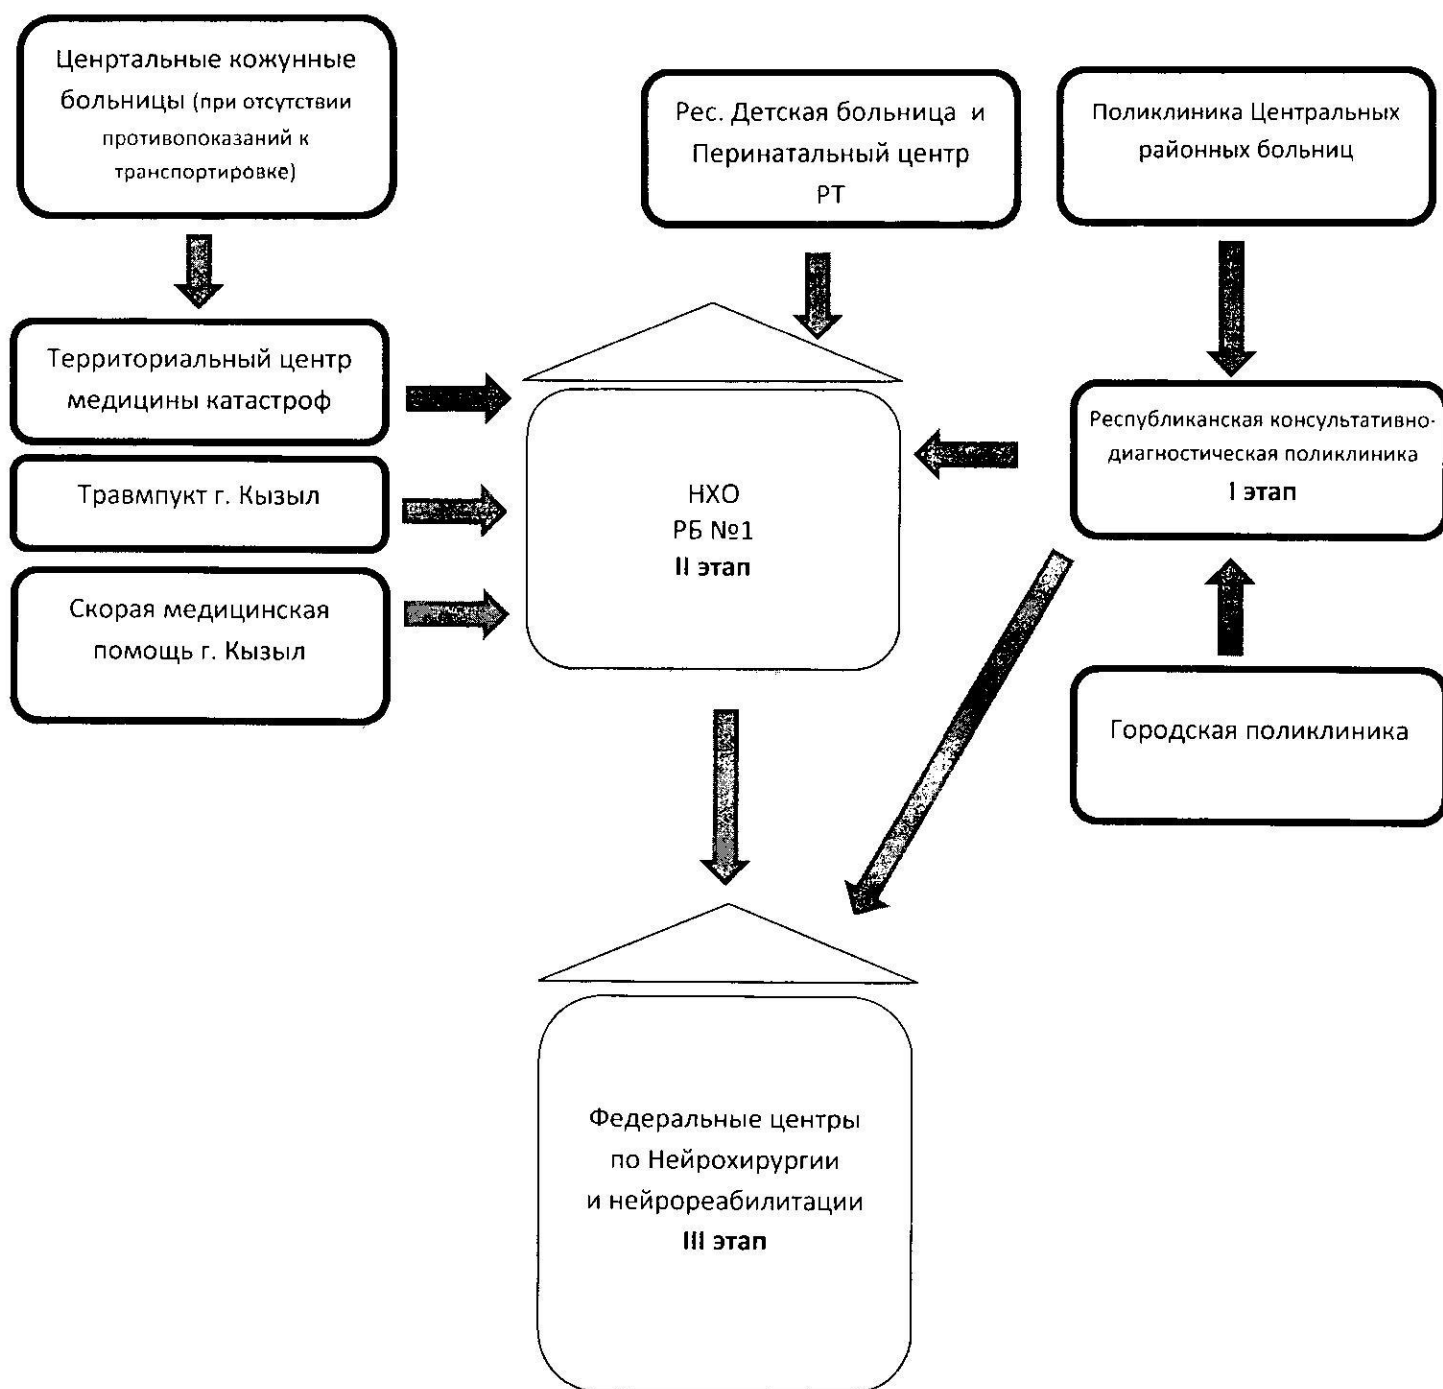 Ценртальные кожунные
больницы (при отсутствии
противопоказаний к
транспортировке)
Рес. Детская больница и
Перинатальный центр
РТ
Поликлиника Центральных
районных больниц
Территориальный центр
медицины катастроф
Травмпукт г. Кызыл
Скорая медицинская
помощь г. Кызыл
НХО
РБ №1
II этап
Республиканская консультативно-
диагностическая поликлиника
I этап
Городская поликлиника
Федеральные центры
по Нейрохирургии
и нейрореабилитации
III этап